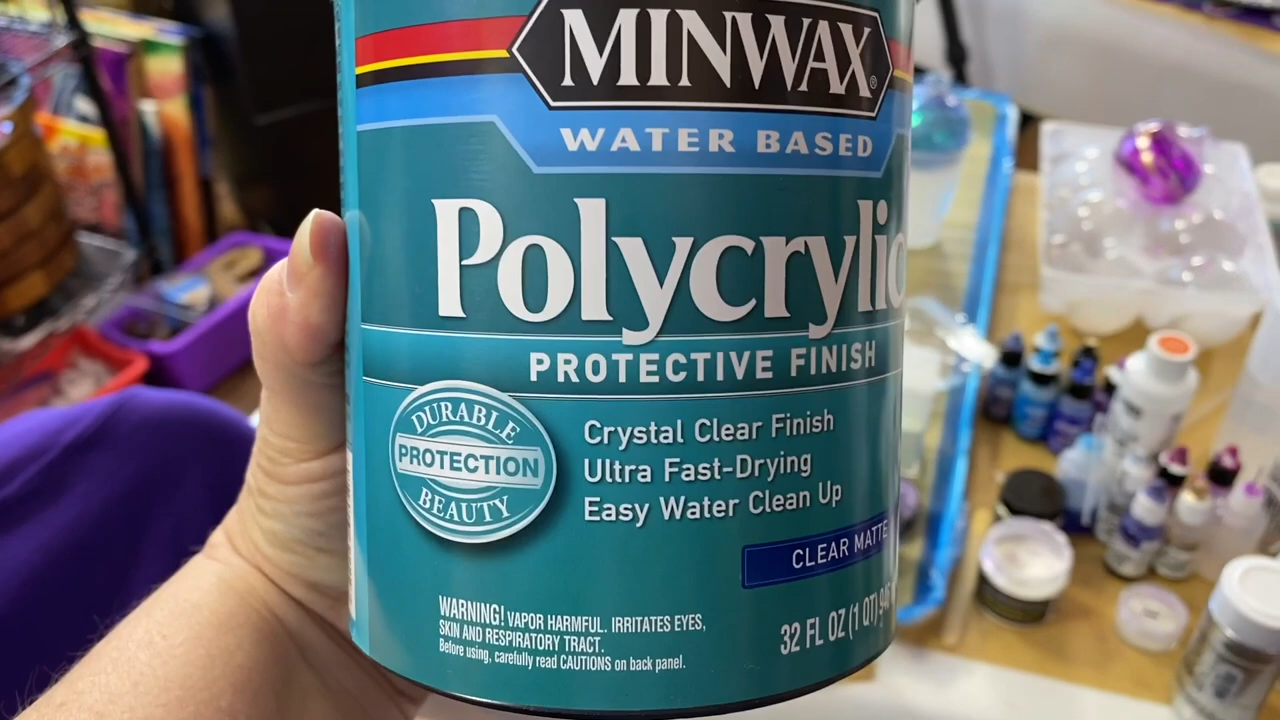 MINWAX®
WATER BASED
Polycrylic
PROTECTIVE FINISH
DURABLE
PROTECTION
BEAUTY
Crystal Clear Finish
Ultra Fast-Drying
Easy Water Clean Up
CLEAR MATTE
WARNING! VAPOR HARMFUL. IRRITATES EYES,
SKIN AND RESPIRATORY TRACT.
Before using, carefully read CAUTIONS on back panel.
32 FL OZ (1 QT)